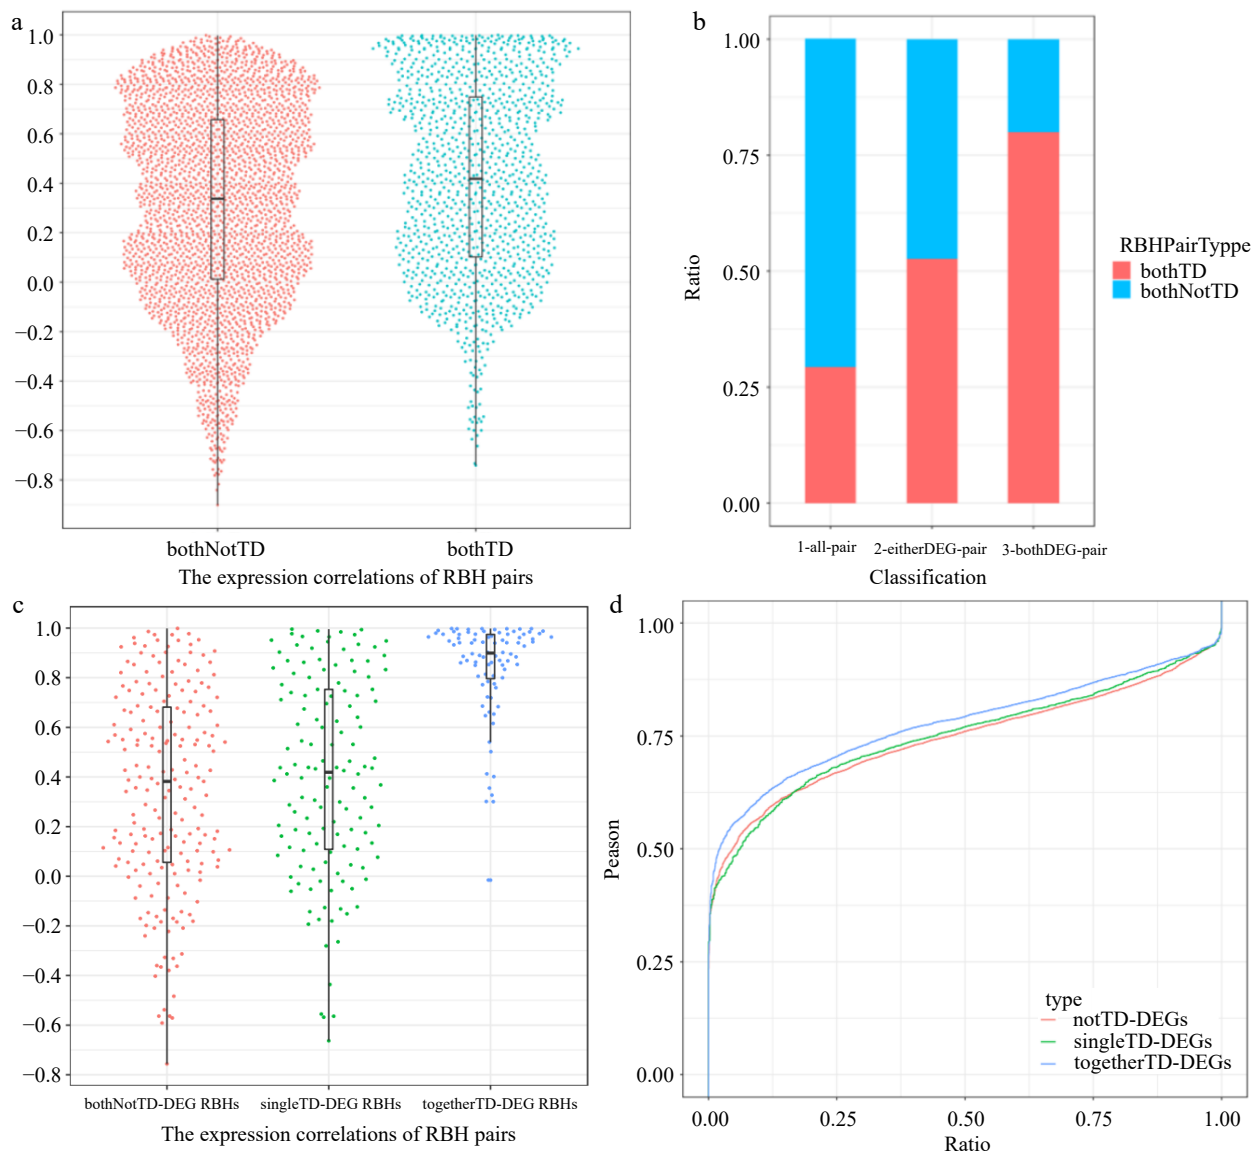 a
1.0
0.8
0.6
0.4
0.2
0.0
−0.2
−0.4
−0.6
−0.8
bothNotTD
bothTD
The expression correlations of RBH pairs
b
1.00
0.75
0.50
0.25
0.00
Ratio
1-all-pair
2-eitherDEG-pair
3-bothDEG-pair
Classification
RBHPairTyppe
bothTD
bothNotTD
c
1.0
0.8
0.6
0.4
0.2
0.0
−0.2
−0.4
−0.6
−0.8
bothNotTD-DEG RBHs
singleTD-DEG RBHs
togetherTD-DEG RBHs
The expression correlations of RBH pairs
d
1.00
0.75
0.50
0.25
0.00
Peason
type
notTD-DEGs
singleTD-DEGs
togetherTD-DEGs
0.00
0.25
0.50
0.75
1.00
Ratio